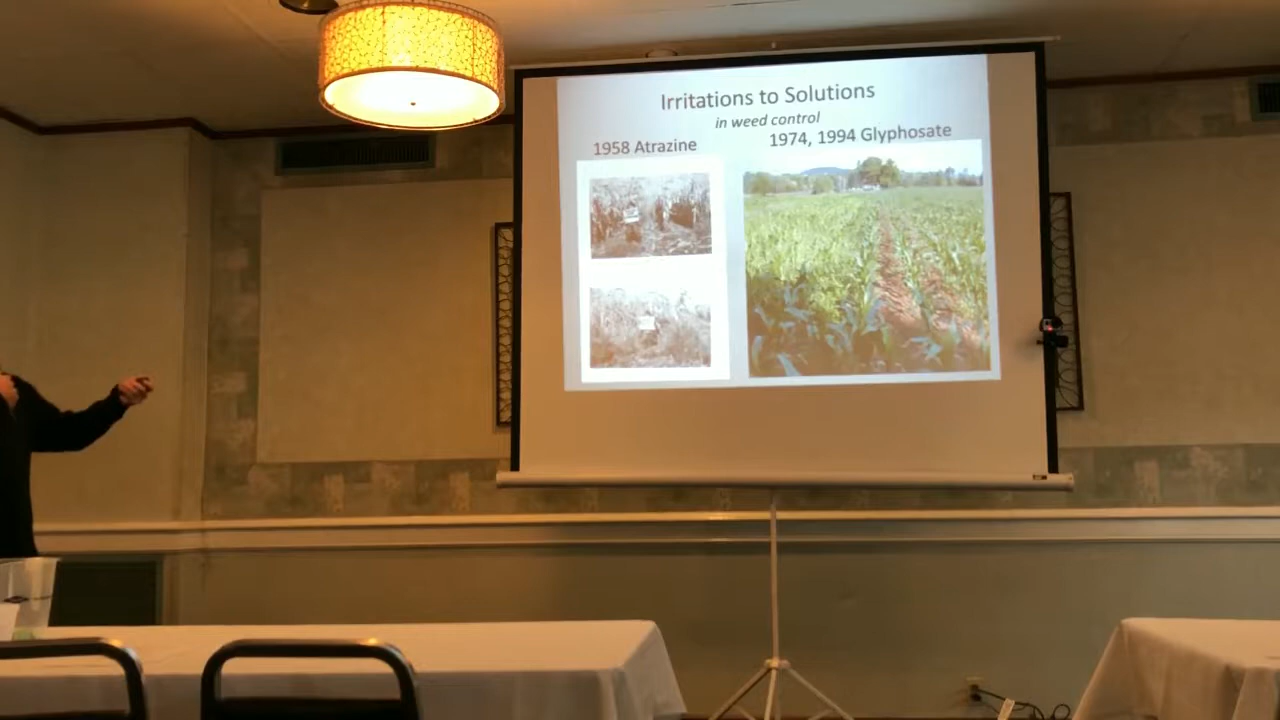 Irritations to Solutions
in weed control
1958 Atrazine
1974, 1994 Glyphosate